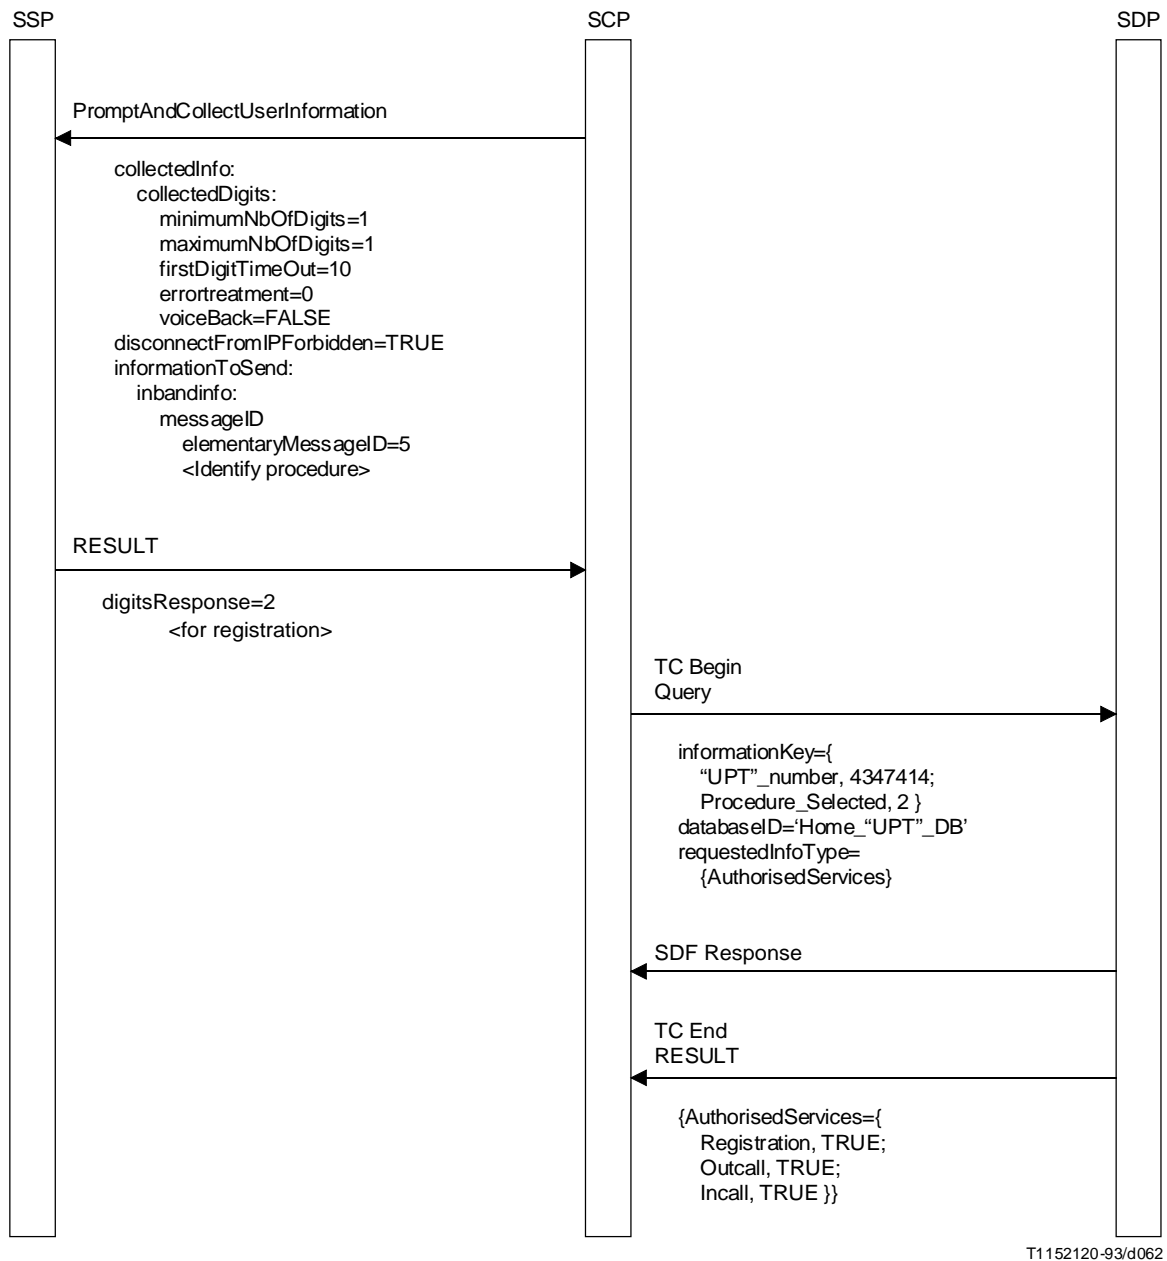 SSP
SCP
SDP
PromptAndCollectUserInformation
collectedInfo:
collectedDigits:
minimumNbOfDigits=1
maximumNbOfDigits=1
firstDigitTimeOut=10
errortreatment=0
voiceBack=FALSE
disconnectFromIPForbidden=TRUE
informationToSend:
inbandinfo:
messageID
elementaryMessageID=5
<Identify procedure>
RESULT
digitsResponse=2
<for registration>
TC Begin
Query
informationKey={
“UPT”_number, 4347414;
Procedure_Selected, 2 }
databaseID=‘Home_“UPT”_DB’
requestedInfoType=
{AuthorisedServices}
SDF Response
TC End
RESULT
{AuthorisedServices={
Registration, TRUE;
Outcall, TRUE;
Incall, TRUE }}
T1152120-93/d062